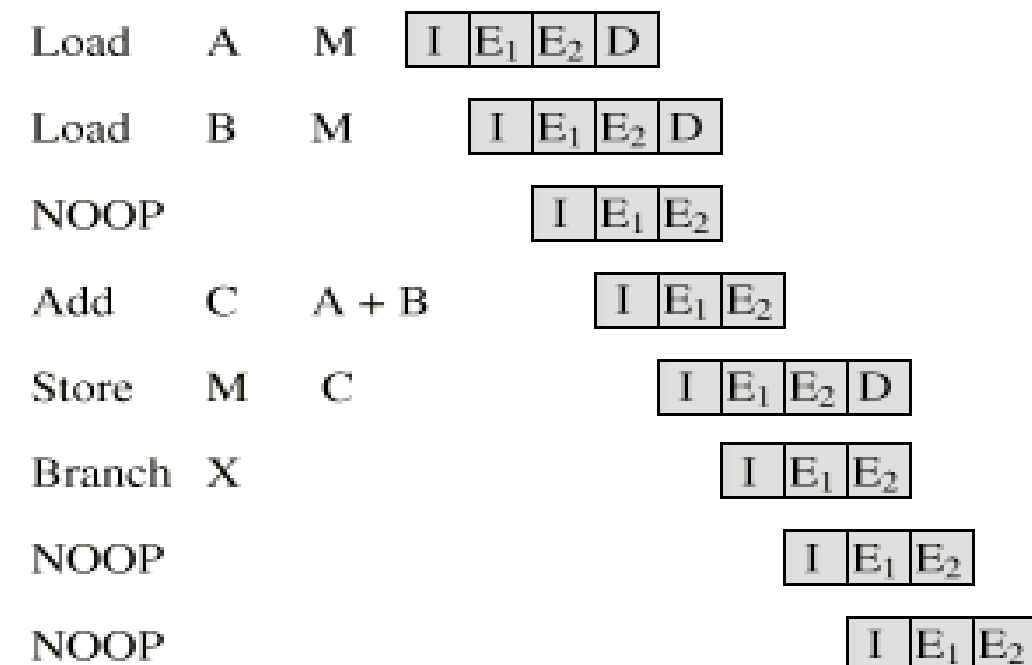 Load A M I E₁ E₂ D
Load B M I E₁ E₂ D
NOOP I E₁ E₂
Add C A + B I E₁ E₂
Store M C I E₁ E₂ D
Branch X I E₁ E₂
NOOP I E₁ E₂
NOOP I E₁ E₂